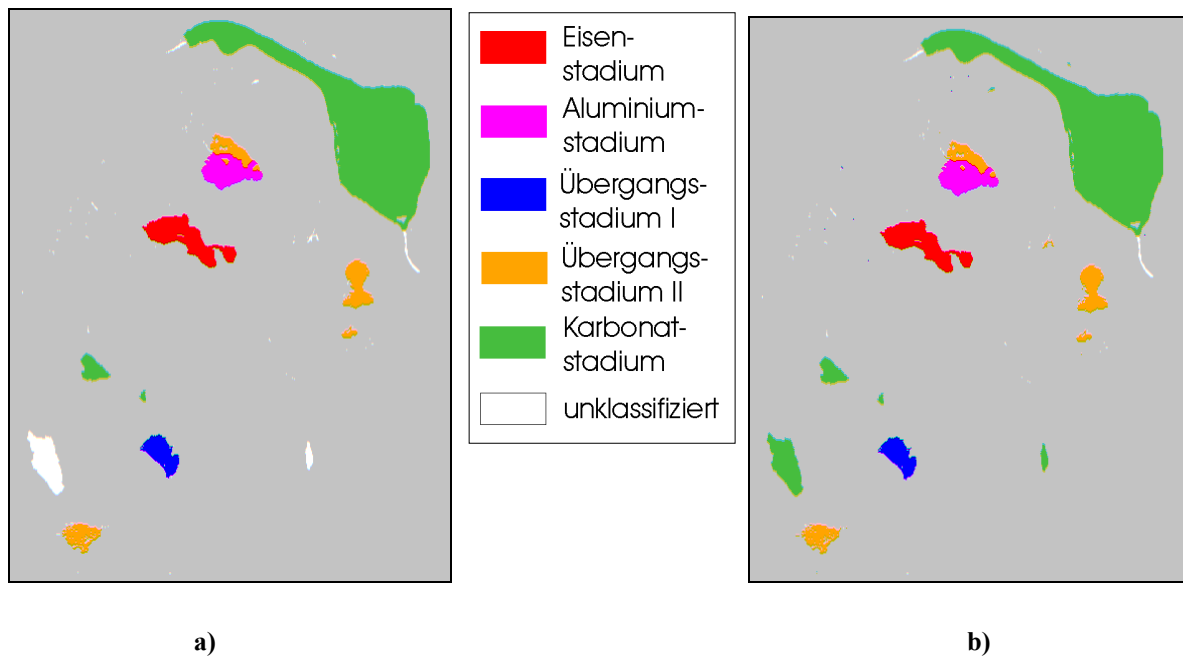 Eisen-
stadium
Aluminium-
stadium
Übergangs-
stadium I
Übergangs-
stadium II
Karbonat-
stadium
unklassifiziert
a)
b)